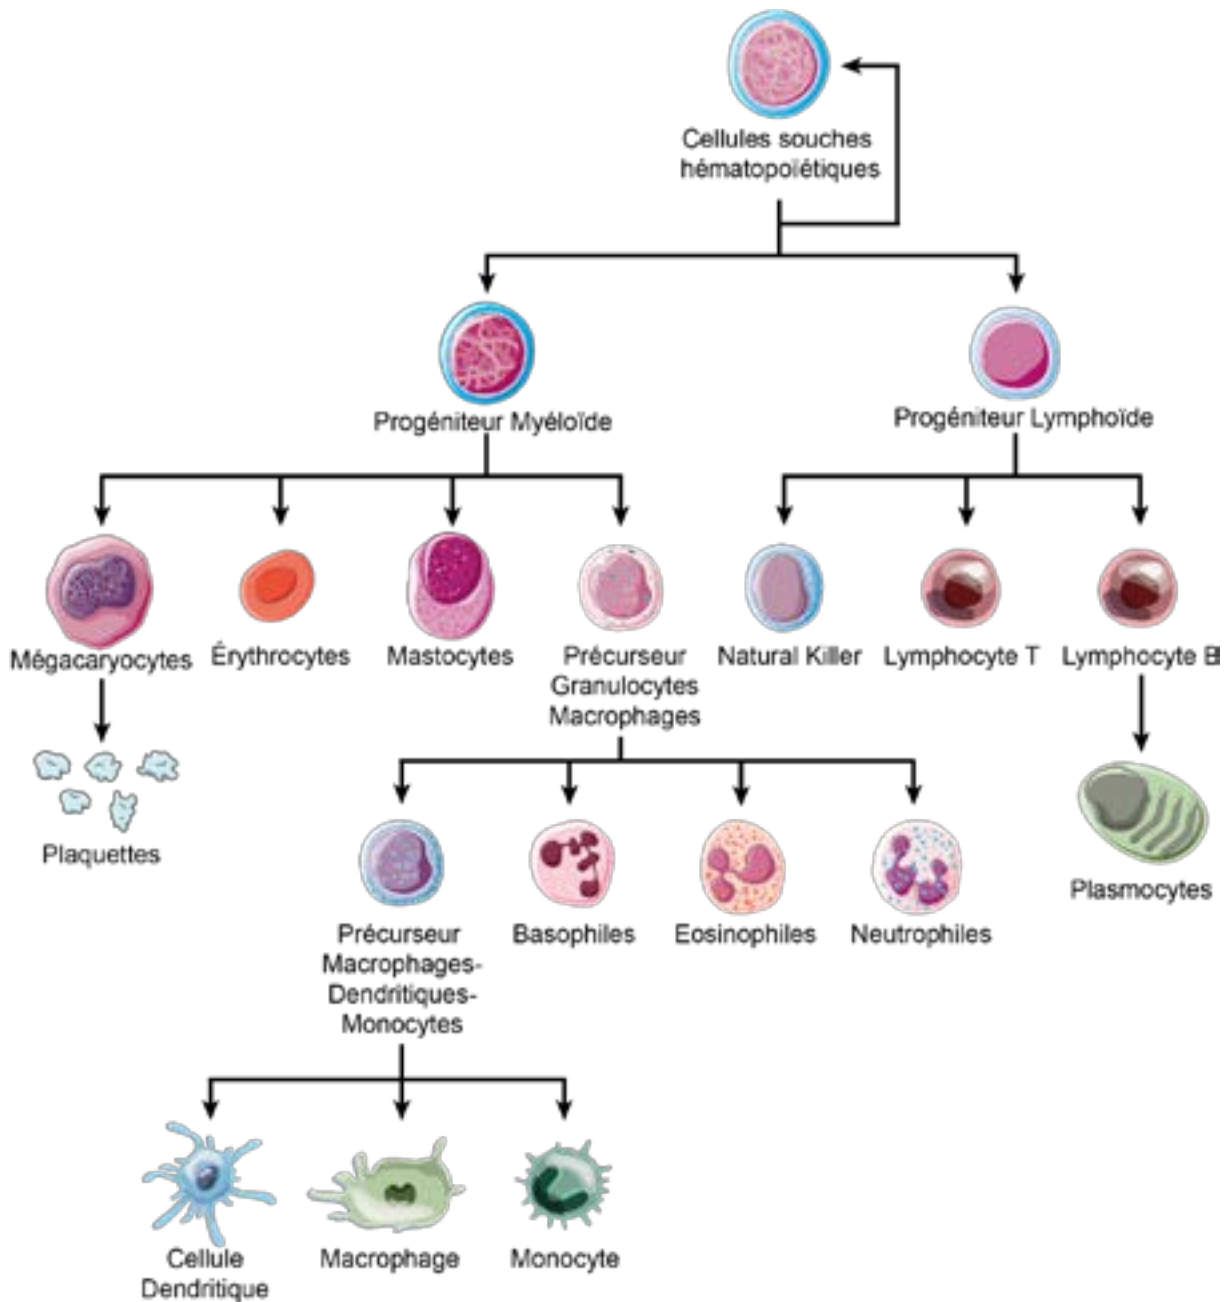 Cellules souches
hématopoïétiques
Progéniteur Myéloïde
Progéniteur Lymphoïde
Mégacaryocytes
Érythrocytes
Mastocytes
Précurseur
Granulocytes
Macrophages
Natural Killer
Lymphocyte T
Lymphocyte B
Plaquettes
Plasmocytes
Précurseur
Macrophages-
Dendritiques-
Monocytes
Basophiles
Eosinophiles
Neutrophiles
Cellule
Dendritique
Macrophage
Monocyte